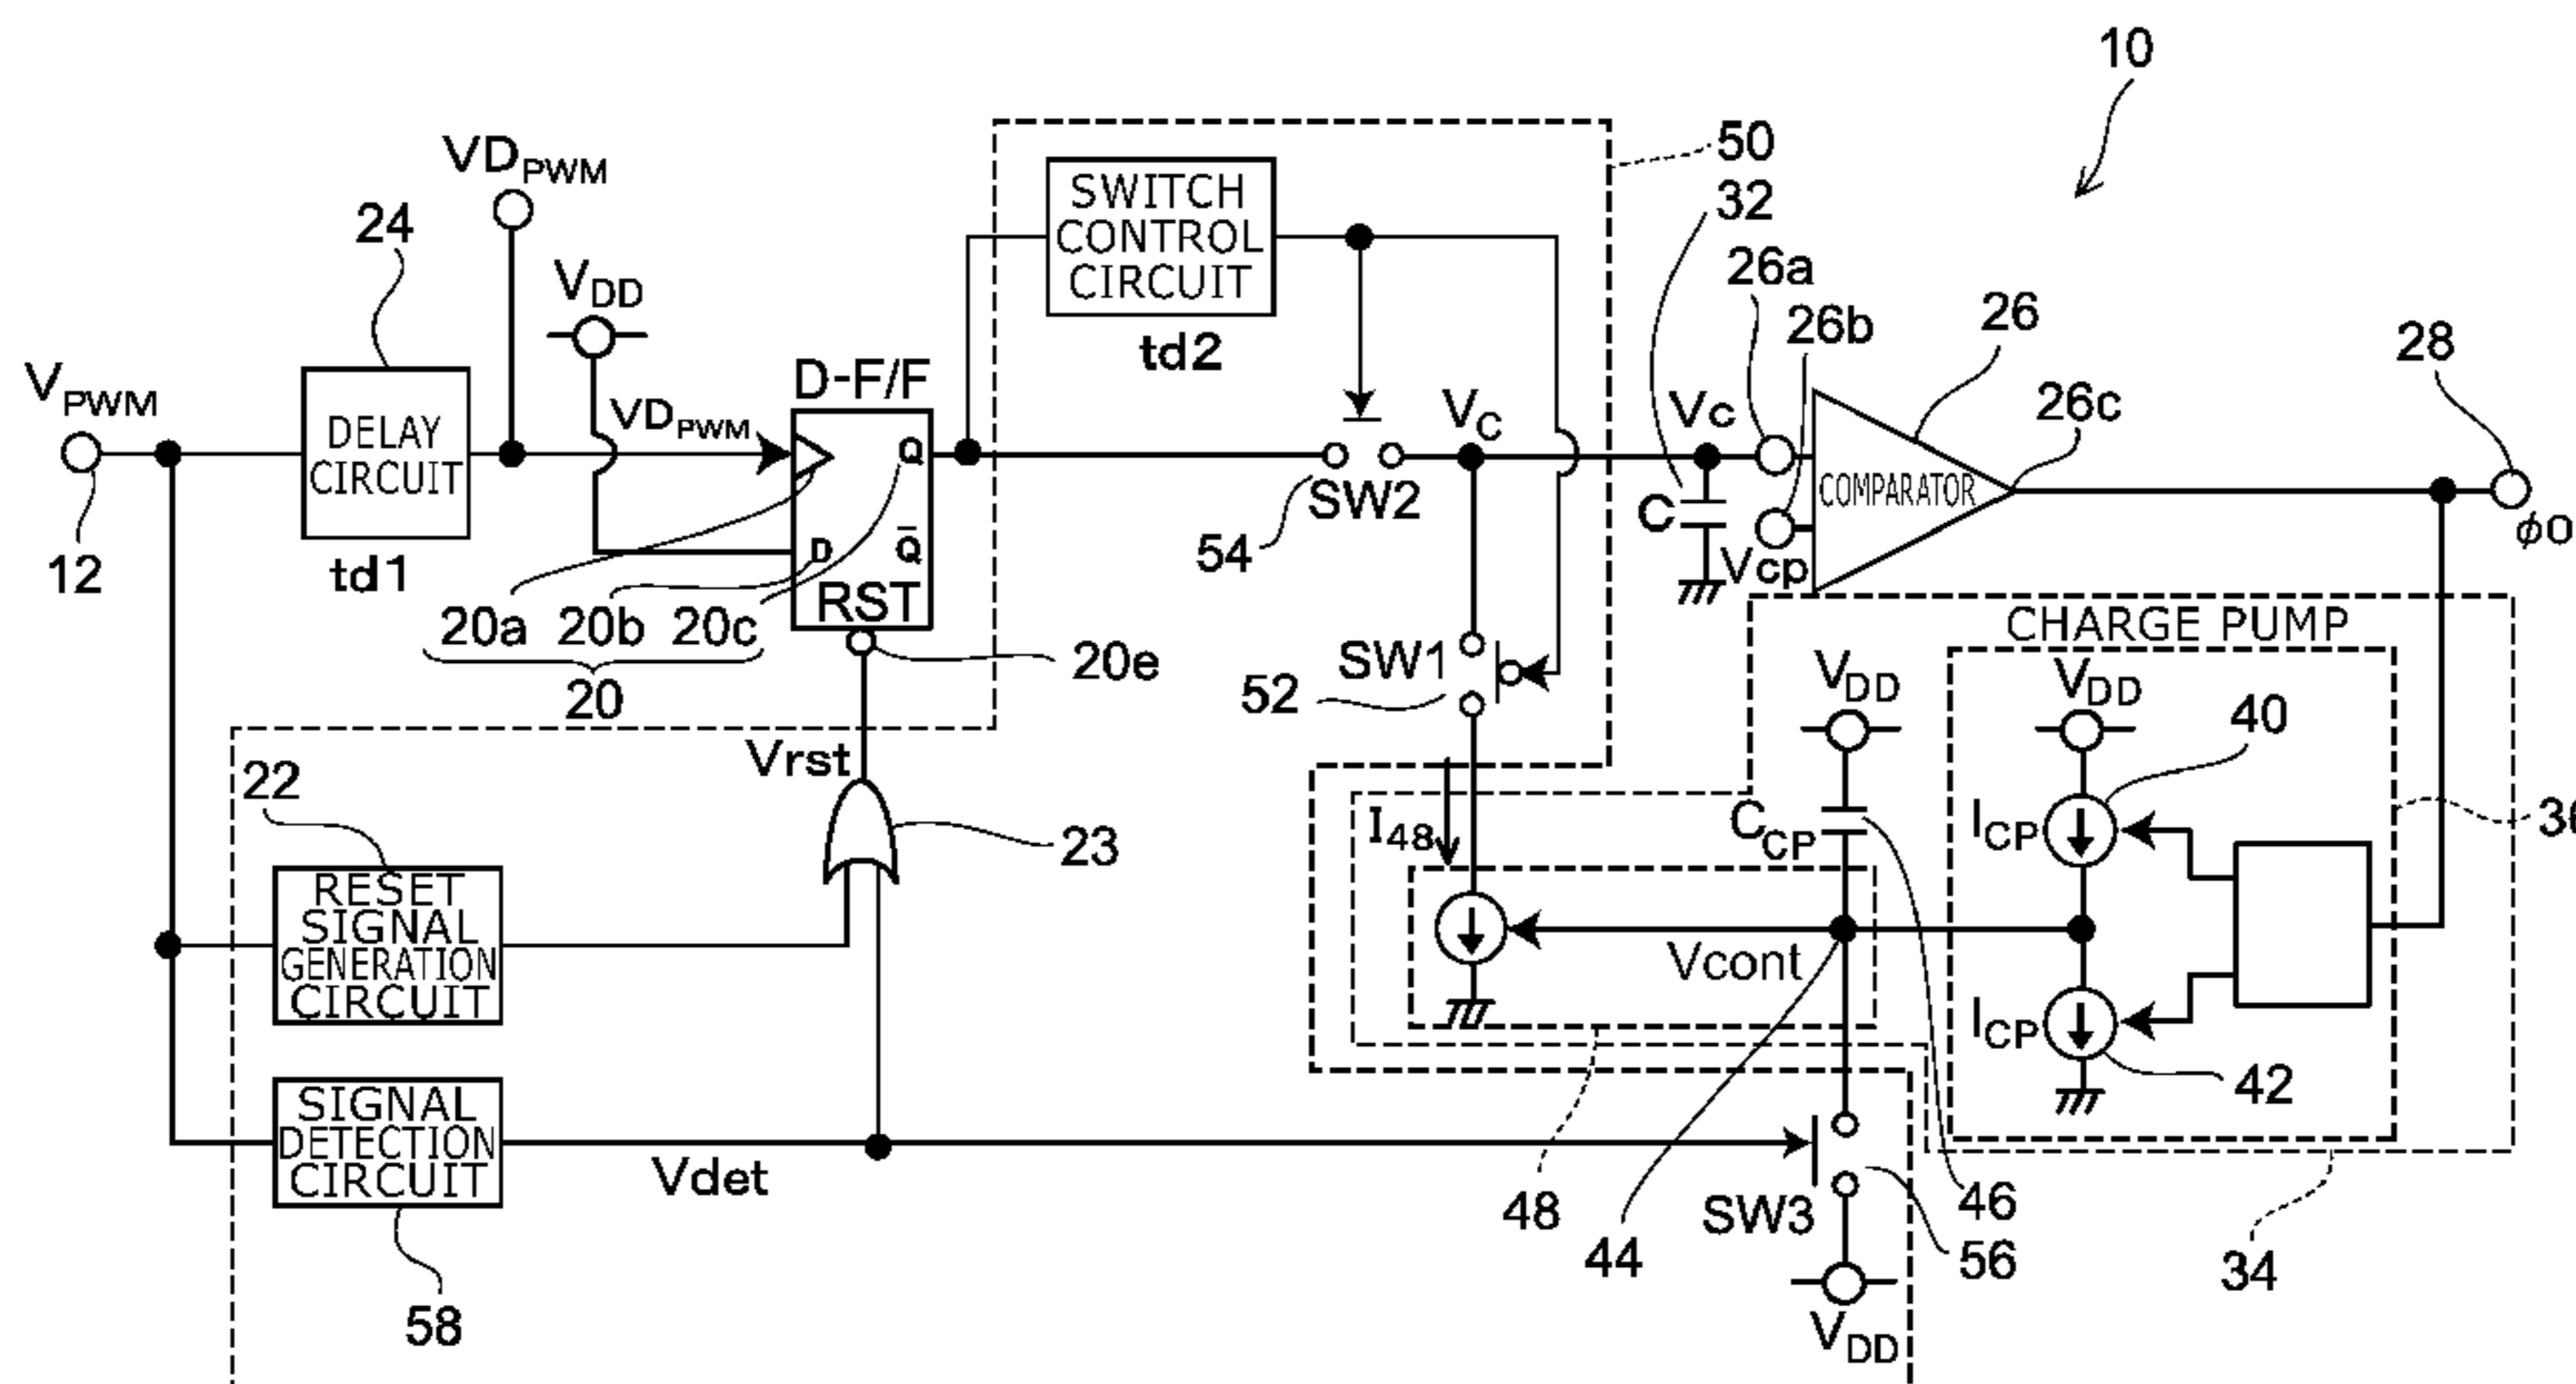 10
50
VD_PWM
SWITCH
CONTROL
CIRCUIT
32
24
V_DD
26a
td2
26b
26
28
V_PWM
D-F/F
VD_PWM
V_C
Vc
26c
DELAY
CIRCUIT
Q
COMPARATOR
SW2
C
φ0
54
D
Q̄
12
td1
Vcp
RST
20a 20b 20c
CHARGE PUMP
20
20e
SW1
V_DD
V_DD
52
40
Vrst
22
I_CP
C_CP
I_48
23
RESET
SIGNAL
GENERATION
CIRCUIT
Vcont
I_CP
42
SIGNAL
DETECTION
CIRCUIT
Vdet
48
44
SW3
46
56
34
58
V_DD